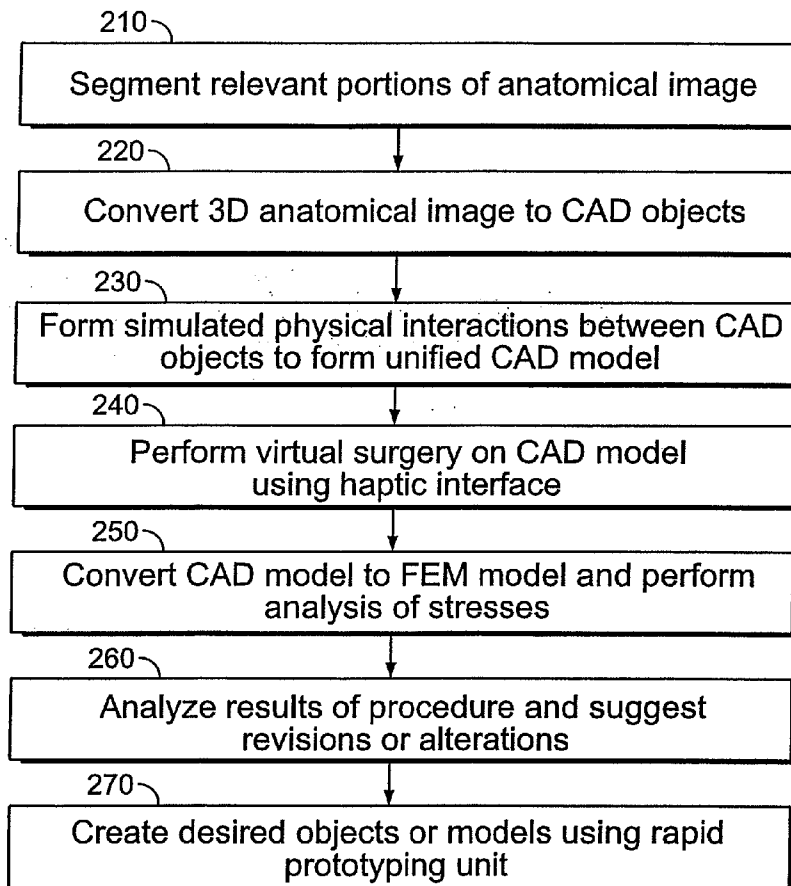 210
Segment relevant portions of anatomical image
220
Convert 3D anatomical image to CAD objects
230
Form simulated physical interactions between CAD
objects to form unified CAD model
240
Perform virtual surgery on CAD model
using haptic interface
250
Convert CAD model to FEM model and perform
analysis of stresses
260
Analyze results of procedure and suggest
revisions or alterations
270
Create desired objects or models using rapid
prototyping unit